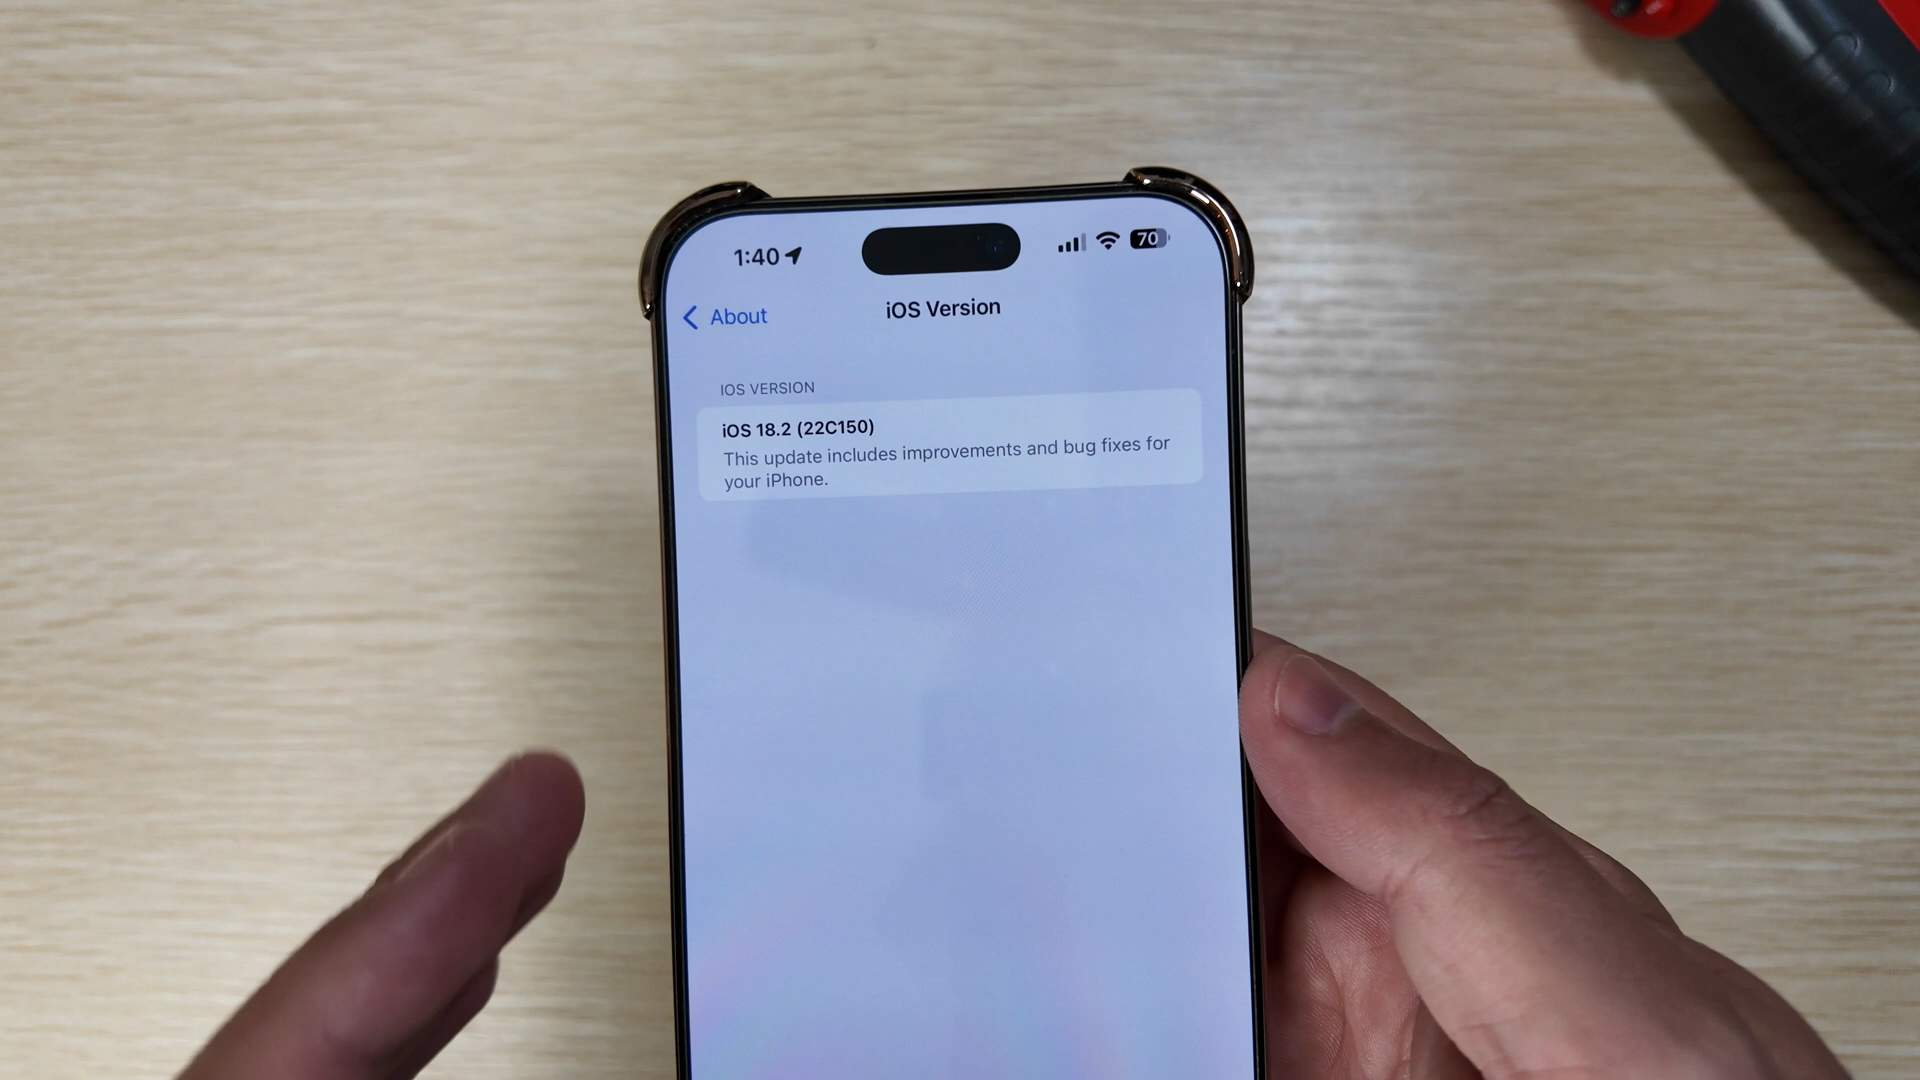 1:40
70
About
iOS Version
IOS VERSION
iOS 18.2 (22C150)
This update includes improvements and bug fixes for
your iPhone.